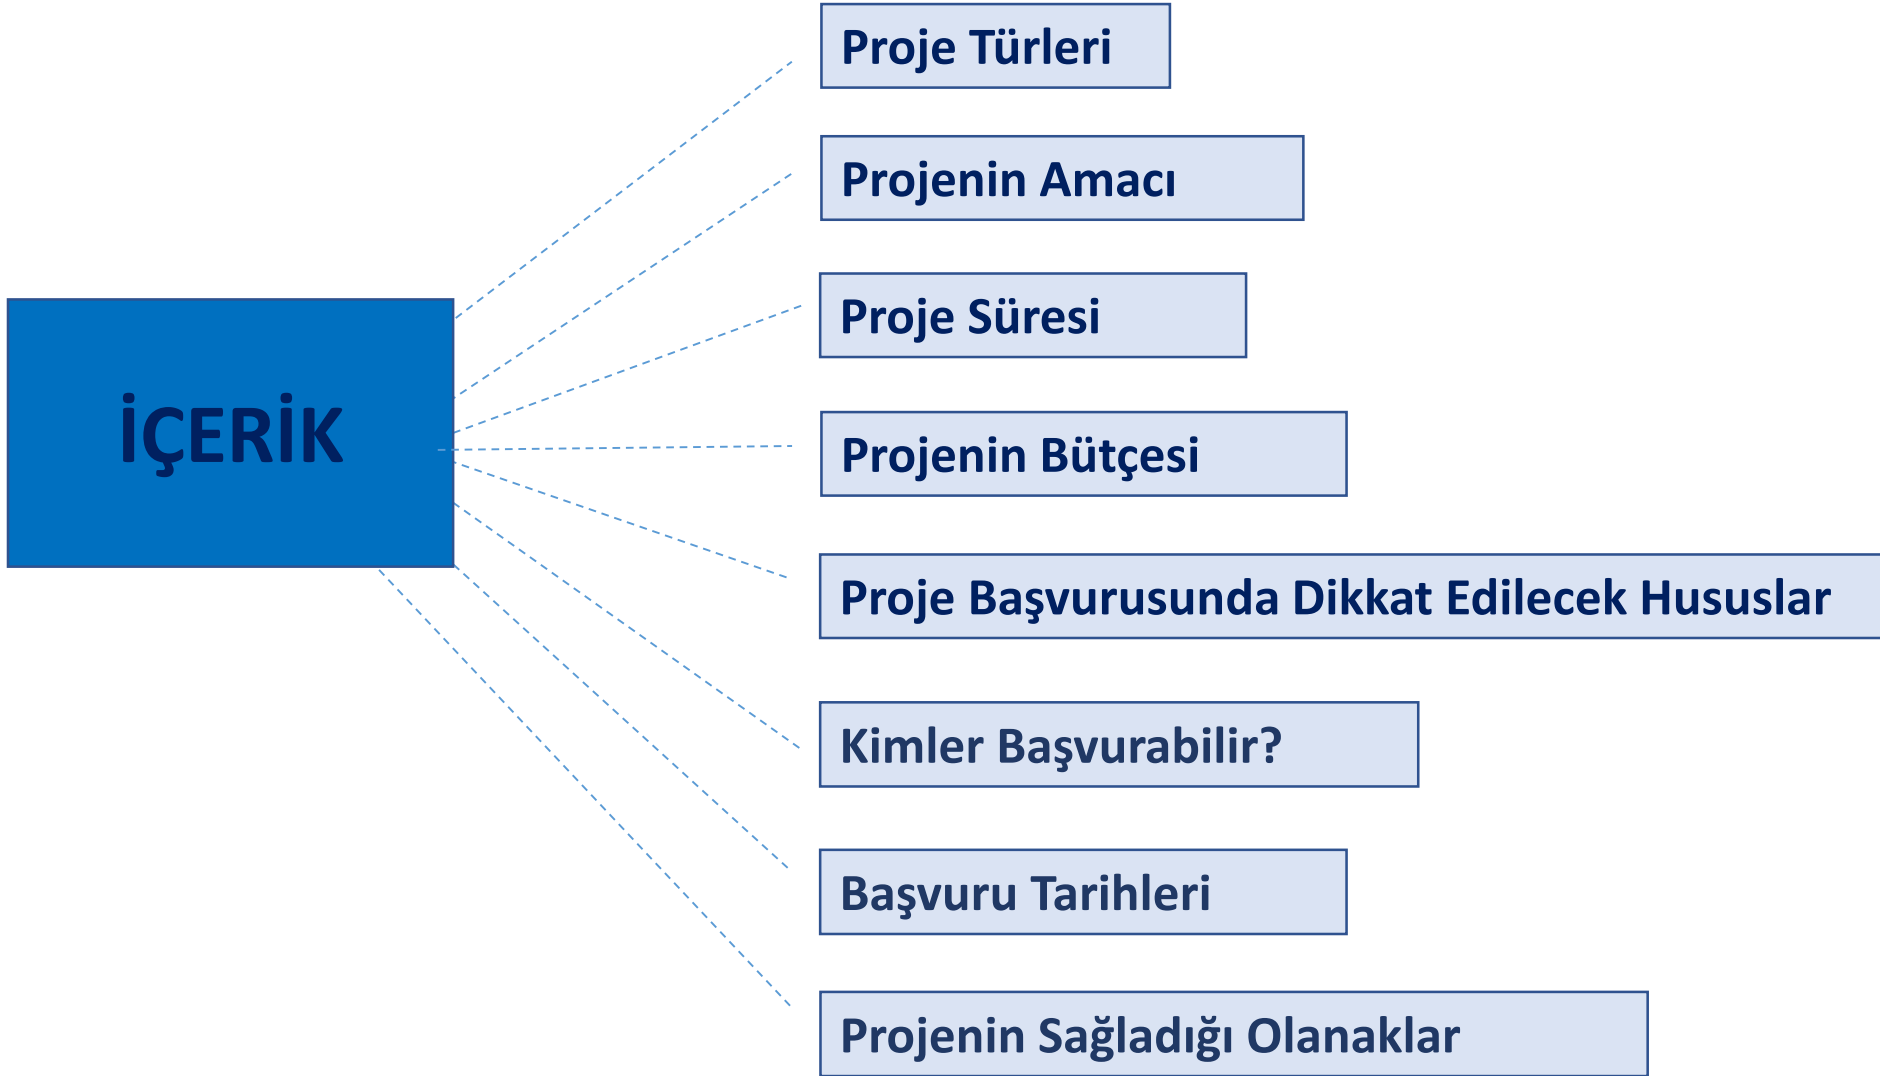 İÇERİK
Proje Türleri
Projenin Amacı
Proje Süresi
Projenin Bütçesi
Proje Başvurusunda Dikkat Edilecek Hususlar
Kimler Başvurabilir?
Başvuru Tarihleri
Projenin Sağladığı Olanaklar